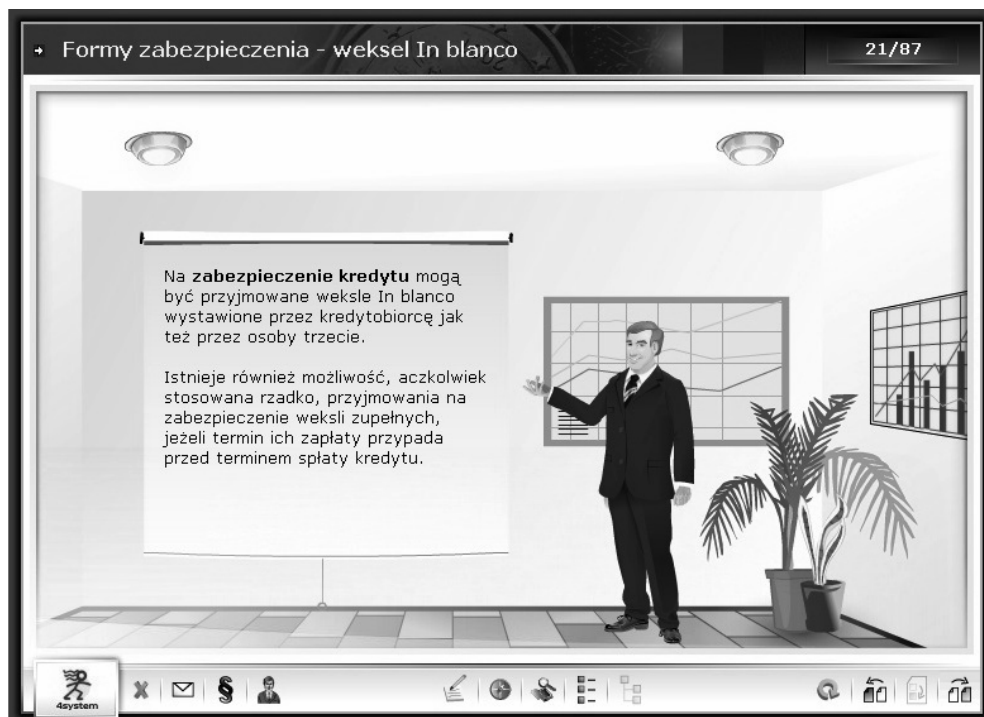 Formy zabezpieczenia - weksel In blanco
21/87
Na zabezpieczenie kredytu mogą
być przyjmowane weksle In blanco
wystawione przez kredytobiorcę jak
też przez osoby trzecie.
Istnieje również możliwość, aczkolwiek
stosowana rzadko, przyjmowania na
zabezpieczenie weksli zupełnych,
jeżeli termin ich zapłaty przypada
przed terminem spłaty kredytu.
4system
§